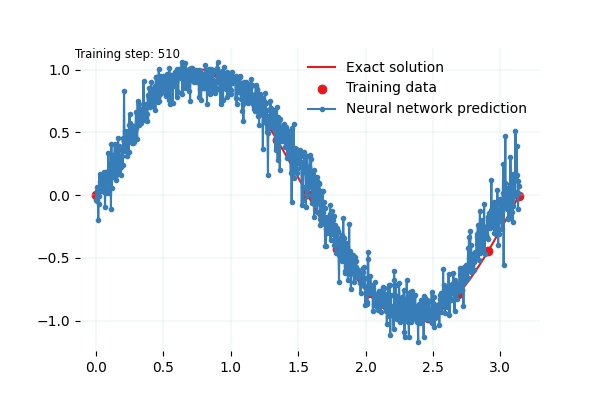 Training step: 510
Exact solution
Training data
Neural network prediction
1.0
0.5
0.0
−0.5
−1.0
0.0 0.5 1.0 1.5 2.0 2.5 3.0